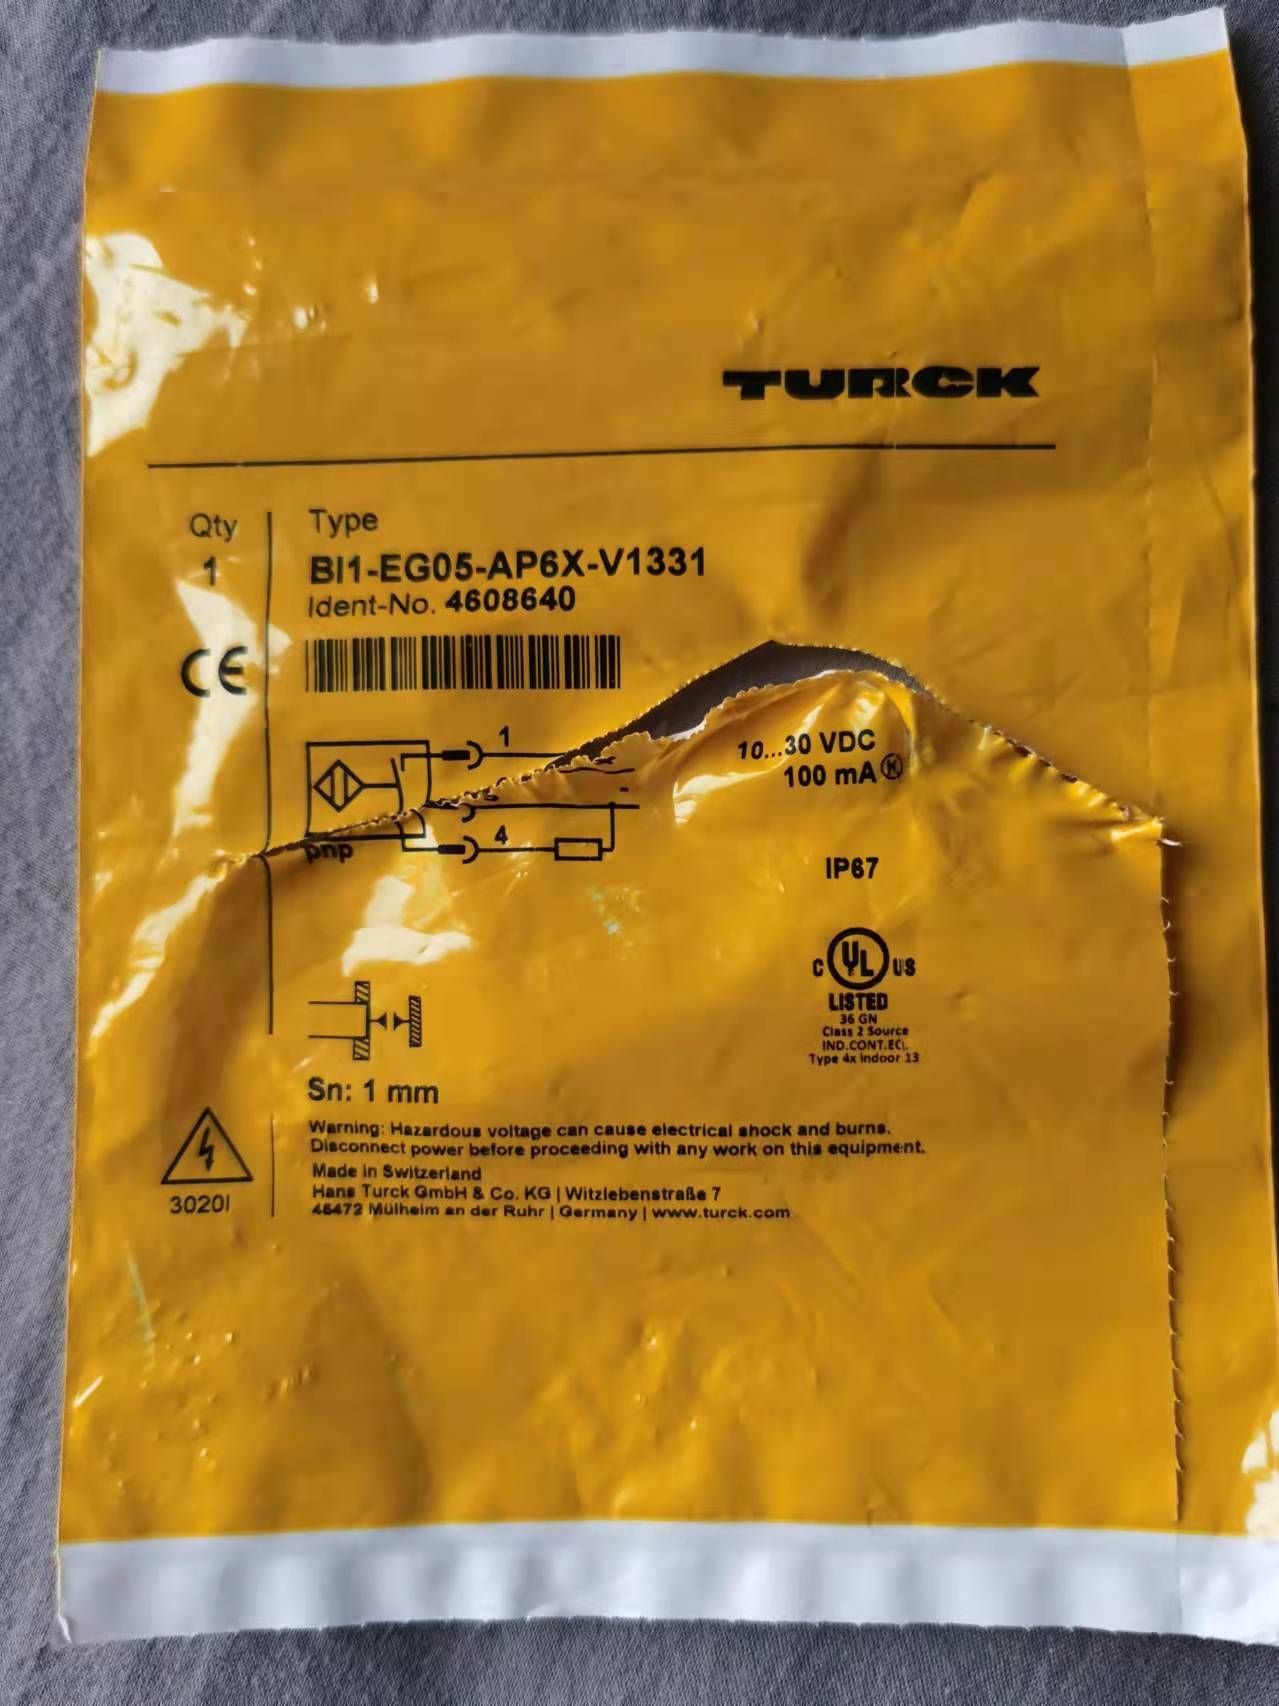 TURCK
Qty
1
Type
BI1-EG05-AP6X-V1331
Ident-No. 4608640
CE
1
4
pnp
10...30 VDC
100 mA K
IP67
C UL US
LISTED
36 GN
Class 2 Source
IND.CONT.EQ.
Type 4x indoor 13
Sn: 1 mm
Warning: Hazardous voltage can cause electrical shock and burns.
Disconnect power before proceeding with any work on this equipment.
Made in Switzerland
Hans Turck GmbH & Co. KG | Witzlebenstraße 7
45472 Mülheim an der Ruhr | Germany | www.turck.com